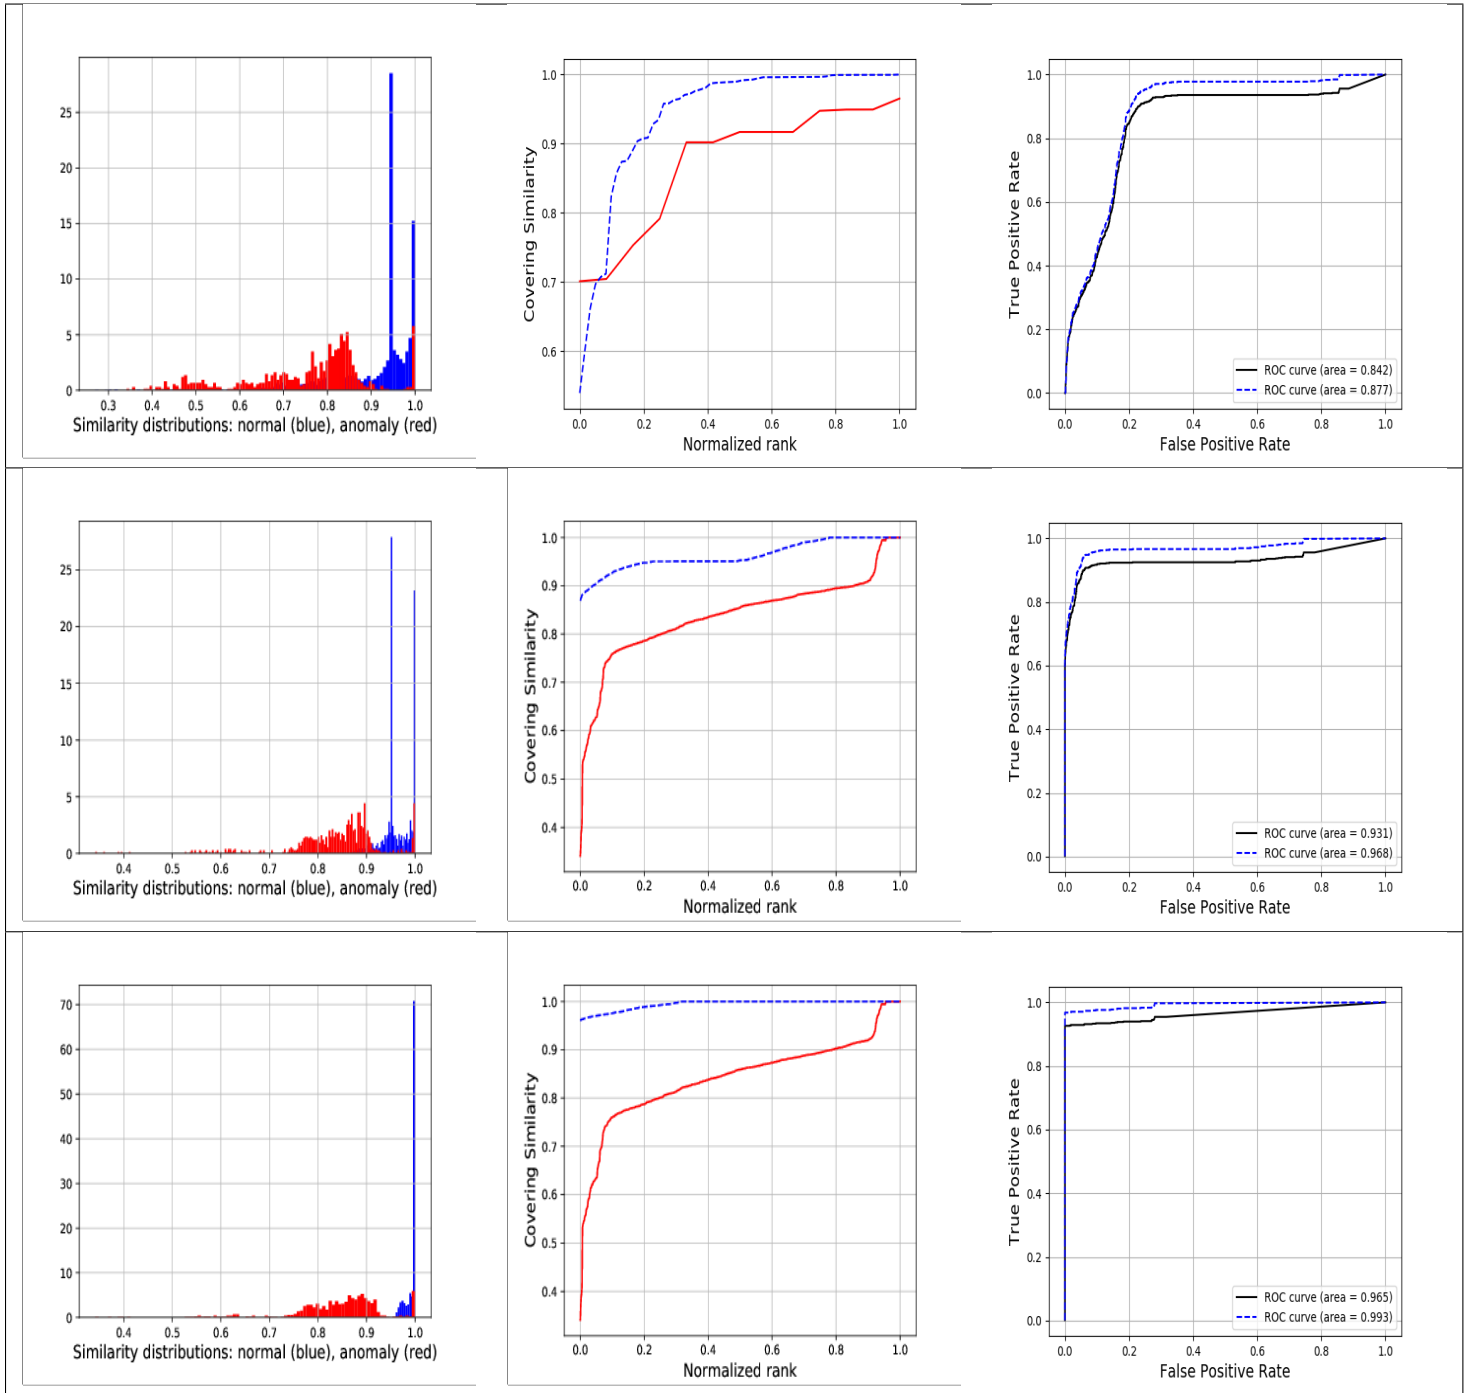 25
20
15
10
5
0
0.3 0.4 0.5 0.6 0.7 0.8 0.9 1.0
Similarity distributions: normal (blue), anomaly (red)
Covering Similarity
1.0
0.9
0.8
0.7
0.6
0.0 0.2 0.4 0.6 0.8 1.0
Normalized rank
True Positive Rate
1.0
0.8
0.6
0.4
0.2
0.0
ROC curve (area = 0.842)
ROC curve (area = 0.877)
0.0 0.2 0.4 0.6 0.8 1.0
False Positive Rate
25
20
15
10
5
0
0.4 0.5 0.6 0.7 0.8 0.9 1.0
Similarity distributions: normal (blue), anomaly (red)
Covering Similarity
1.0
0.9
0.8
0.7
0.6
0.5
0.4
0.0 0.2 0.4 0.6 0.8 1.0
Normalized rank
True Positive Rate
1.0
0.8
0.6
0.4
0.2
0.0
ROC curve (area = 0.931)
ROC curve (area = 0.968)
0.0 0.2 0.4 0.6 0.8 1.0
False Positive Rate
70
60
50
40
30
20
10
0
0.4 0.5 0.6 0.7 0.8 0.9 1.0
Similarity distributions: normal (blue), anomaly (red)
Covering Similarity
1.0
0.9
0.8
0.7
0.6
0.5
0.4
0.0 0.2 0.4 0.6 0.8 1.0
Normalized rank
True Positive Rate
1.0
0.8
0.6
0.4
0.2
0.0
ROC curve (area = 0.965)
ROC curve (area = 0.993)
0.0 0.2 0.4 0.6 0.8 1.0
False Positive Rate